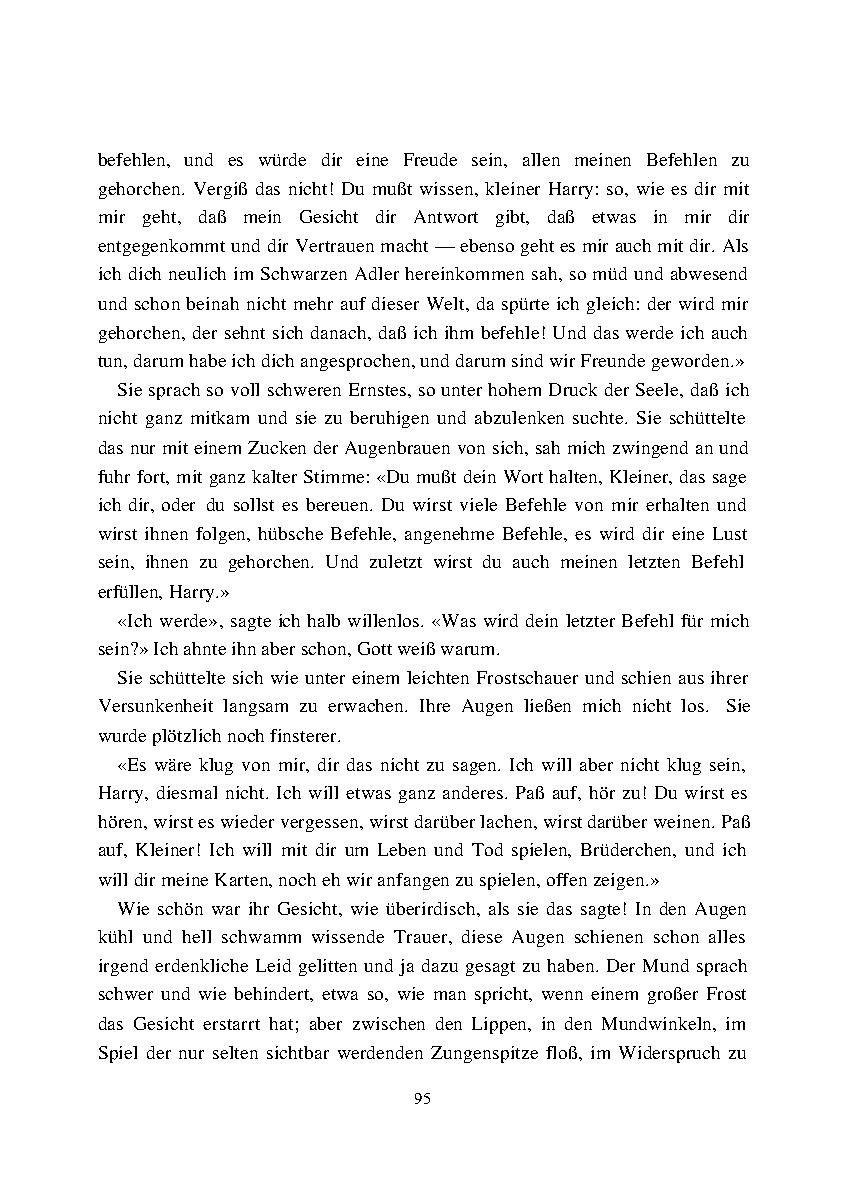 befehlen, und es würde dir eine Freude sein, allen meinen Befehlen zu
gehorchen. Vergiß das nicht! Du mußt wissen, kleiner Harry: so, wie es dir mit
mir geht, daß mein Gesicht dir Antwort gibt, daß etwas in mir dir
entgegenkommt und dir Vertrauen macht — ebenso geht es mir auch mit dir. Als
ich dich neulich im Schwarzen Adler hereinkommen sah, so müd und abwesend
und schon beinah nicht mehr auf dieser Welt, da spürte ich gleich: der wird mir
gehorchen, der sehnt sich danach, daß ich ihm befehle! Und das werde ich auch
tun, darum habe ich dich angesprochen, und darum sind wir Freunde geworden.»
Sie sprach so voll schweren Ernstes, so unter hohem Druck der Seele, daß ich
nicht ganz mitkam und sie zu beruhigen und abzulenken suchte. Sie schüttelte
das nur mit einem Zucken der Augenbrauen von sich, sah mich zwingend an und
fuhr fort, mit ganz kalter Stimme: «Du mußt dein Wort halten, Kleiner, das sage
ich dir, oder du sollst es bereuen. Du wirst viele Befehle von mir erhalten und
wirst ihnen folgen, hübsche Befehle, angenehme Befehle, es wird dir eine Lust
sein, ihnen zu gehorchen. Und zuletzt wirst du auch meinen letzten Befehl
erfüllen, Harry.»
«Ich werde», sagte ich halb willenlos. «Was wird dein letzter Befehl für mich
sein?» Ich ahnte ihn aber schon, Gott weiß warum.
Sie schüttelte sich wie unter einem leichten Frostschauer und schien aus ihrer
Versunkenheit langsam zu erwachen. Ihre Augen ließen mich nicht los. Sie
wurde plötzlich noch finsterer.
«Es wäre klug von mir, dir das nicht zu sagen. Ich will aber nicht klug sein,
Harry, diesmal nicht. Ich will etwas ganz anderes. Paß auf, hör zu! Du wirst es
hören, wirst es wieder vergessen, wirst darüber lachen, wirst darüber weinen. Paß
auf, Kleiner! Ich will mit dir um Leben und Tod spielen, Brüderchen, und ich
will dir meine Karten, noch eh wir anfangen zu spielen, offen zeigen.»
Wie schön war ihr Gesicht, wie überirdisch, als sie das sagte! In den Augen
kühl und hell schwamm wissende Trauer, diese Augen schienen schon alles
irgend erdenkliche Leid gelitten und ja dazu gesagt zu haben. Der Mund sprach
schwer und wie behindert, etwa so, wie man spricht, wenn einem großer Frost
das Gesicht erstarrt hat; aber zwischen den Lippen, in den Mundwinkeln, im
Spiel der nur selten sichtbar werdenden Zungenspitze floß, im Widerspruch zu
95